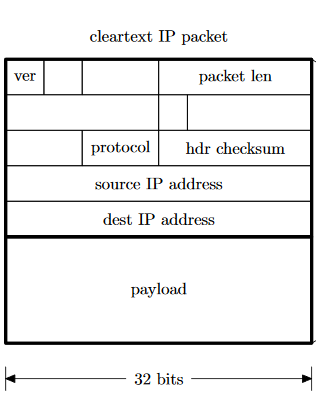 cleartext IP packet
ver packet len
protocol hdr checksum
source IP address
dest IP address
payload
32 bits